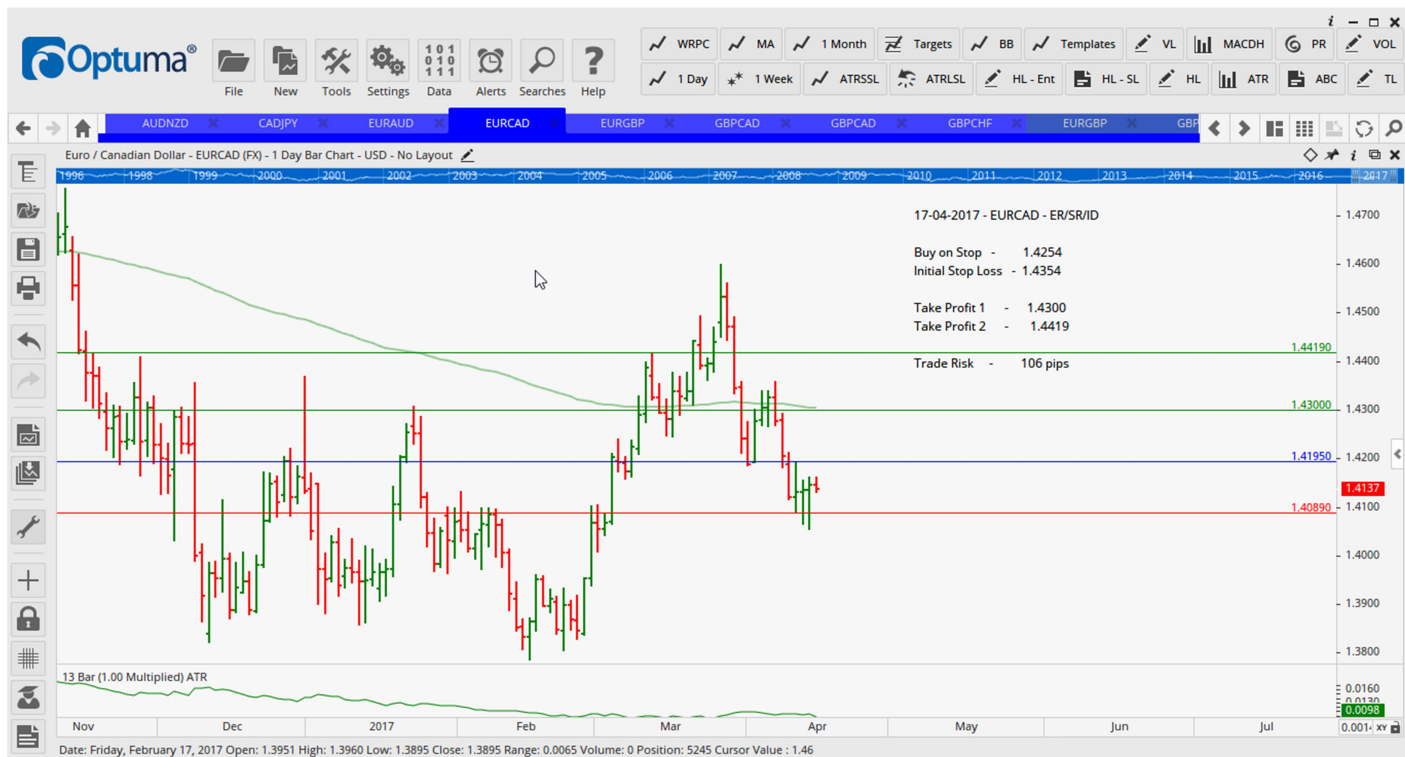 i
Optuma®
WRPC MA 1 Month Targets BB Templates VL MACDH PR VOL
1 Day 1 Week ATRSSL ATRLSL HL - Ent HL - SL HL ATR ABC TL
101
010
111
File New Tools Settings Data Alerts Searches Help
AUDNZD CADJPY EURAUD EURCAD EURGBP GBPCAD GBPCAD GBPCHF EURGBP GBP
Euro / Canadian Dollar - EURCAD (FX) - 1 Day Bar Chart - USD - No Layout
i
1996 1998 1999 2000 2001 2002 2003 2004 2005 2006 2007 2008 2009 2010 2011 2012 2013 2014 2015 2016 2017
17-04-2017 - EURCAD - ER/SR/ID
Buy on Stop - 1.4254
Initial Stop Loss - 1.4354
Take Profit 1 - 1.4300
Take Profit 2 - 1.4419
Trade Risk - 106 pips
1.44190
1.43000
1.41950
1.40890
1.4700
1.4600
1.4500
1.4400
1.4300
1.4200
1.4137
1.4100
1.4000
1.3900
1.3800
13 Bar (1.00 Multiplied) ATR
0.0160
0.0130
0.0098
Nov Dec 2017 Feb Mar Apr May Jun Jul
0.001 XY
Date: Friday, February 17, 2017 Open: 1.3951 High: 1.3960 Low: 1.3895 Close: 1.3895 Range: 0.0065 Volume: 0 Position: 5245 Cursor Value : 1.46